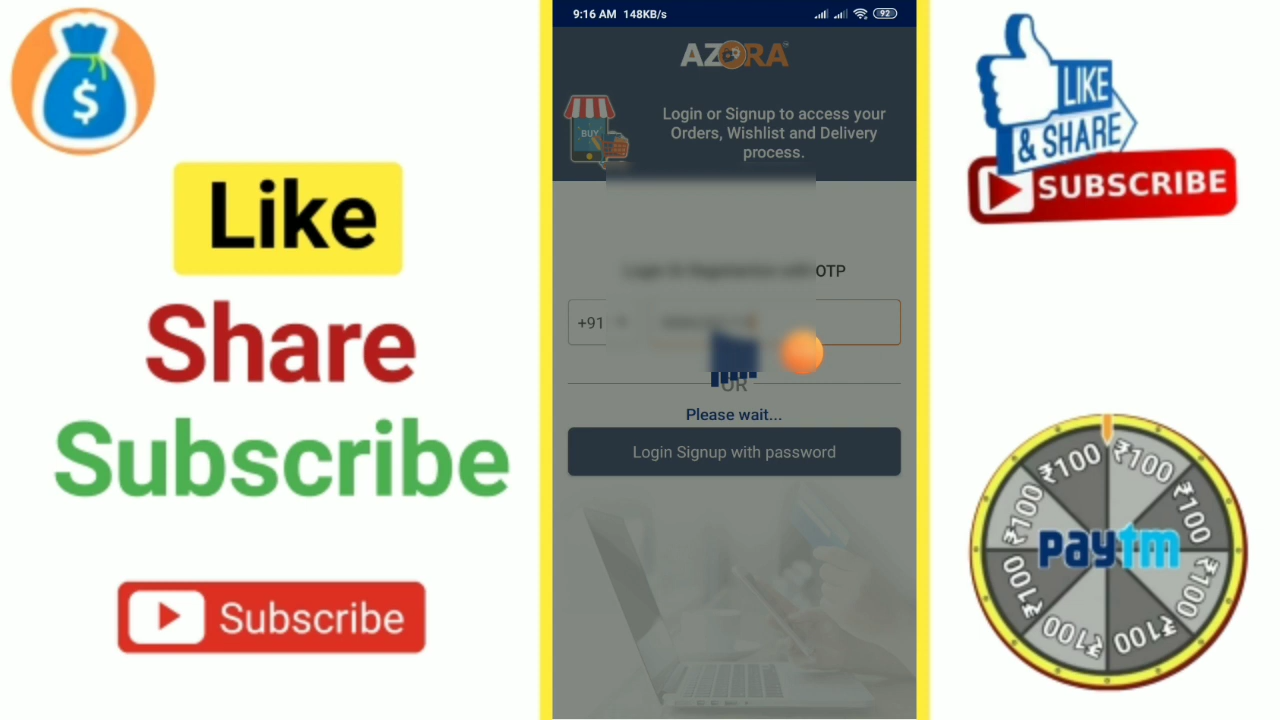 $
Like
Share
Subscribe
Subscribe
9:16 AM 148KB/s
92
AZORA
BUY
Login or Signup to access your
Orders, Wishlist and Delivery
process.
OTP
+91
OR
Please wait...
Login Signup with password
LIKE
& SHARE
SUBSCRIBE
₹100
₹100
₹100
₹100
₹100
₹100
₹100
₹100
paytm